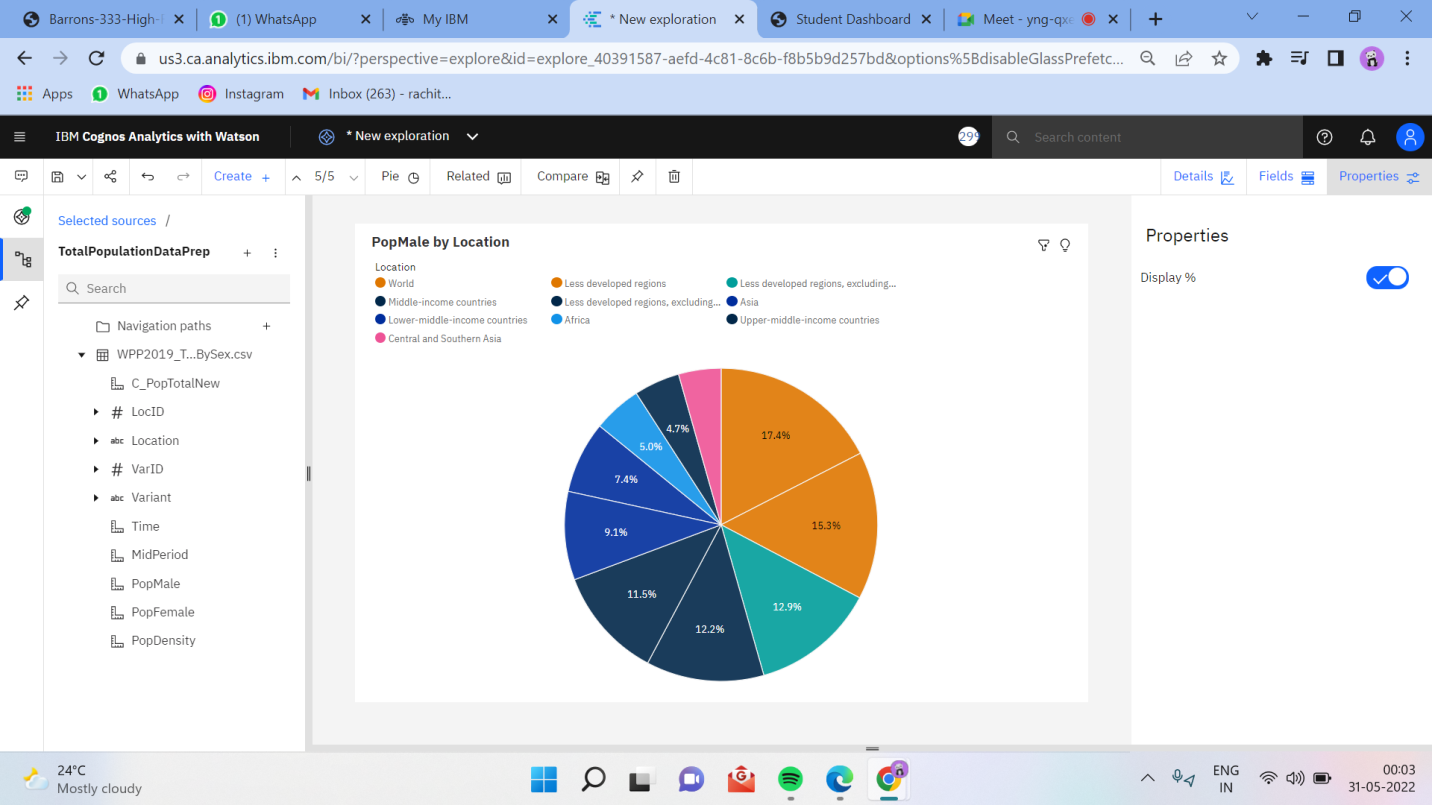 Barrons-333-High-
(1) WhatsApp
My IBM
* New exploration
Student Dashboard
Meet - yng-qxe
us3.ca.analytics.ibm.com/bi/?perspective=explore&id=explore_40391587-aefd-4c81-8c6b-f8b5b9d257bd&options%5BdisableGlassPrefetc...
Apps
WhatsApp
Instagram
Inbox (263) - rachit...
IBM Cognos Analytics with Watson
* New exploration
299
Search content
Create +
5/5
Pie
Related
Compare
Details
Fields
Properties
Selected sources /
TotalPopulationDataPrep
Search
Navigation paths
WPP2019_T...BySex.csv
C_PopTotalNew
# LocID
abc Location
# VarID
abc Variant
Time
MidPeriod
PopMale
PopFemale
PopDensity
PopMale by Location
Location
World
Less developed regions
Less developed regions, excluding...
Middle-income countries
Less developed regions, excluding...
Asia
Lower-middle-income countries
Africa
Upper-middle-income countries
Central and Southern Asia
17.4%
15.3%
12.9%
12.2%
11.5%
9.1%
7.4%
5.0%
4.7%
Properties
Display %
24°C
Mostly cloudy
ENG
IN
00:03
31-05-2022